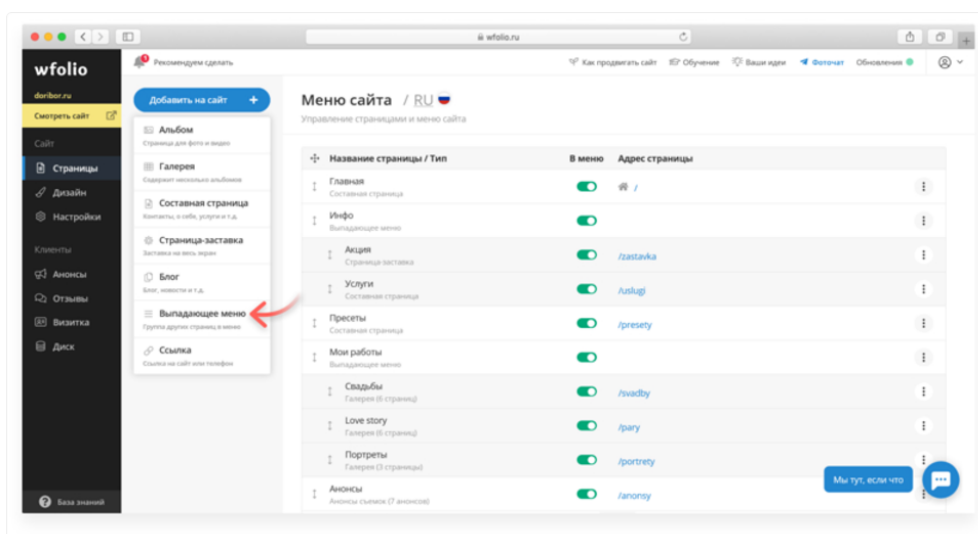 wfolio.ru
wfolio
1
Рекомендуем сделать
Как продвигать сайт
Обучение
Ваши идеи
Фоточат
Обновления
doribor.ru
Смотреть сайт
Сайт
Страницы
Дизайн
Настройки
Клиенты
Анонсы
Отзывы
Визитка
Диск
База знаний
Добавить на сайт +
Альбом
Страница для фото и видео
Галерея
Содержит несколько альбомов
Составная страница
Контакты, о себе, услуги и т.д.
Страница-заставка
Заставка на весь экран
Блог
Блог, новости и т.д.
Выпадающее меню
Группа других страниц в меню
Ссылка
Ссылка на сайт или телефон
Меню сайта / RU
Управление страницами и меню сайта
Название страницы / Тип В меню Адрес страницы
Главная /
Составная страница
Инфо
Выпадающее меню
Акция /zastavka
Страница-заставка
Услуги /uslugi
Составная страница
Пресеты /presety
Составная страница
Мои работы
Выпадающее меню
Свадьбы /svadby
Галерея (6 страниц)
Love story /pary
Галерея (6 страниц)
Портреты /portrety
Галерея (3 страницы)
Анонсы /anonsy
Анонсы съемок (7 анонсов)
Мы тут, если что